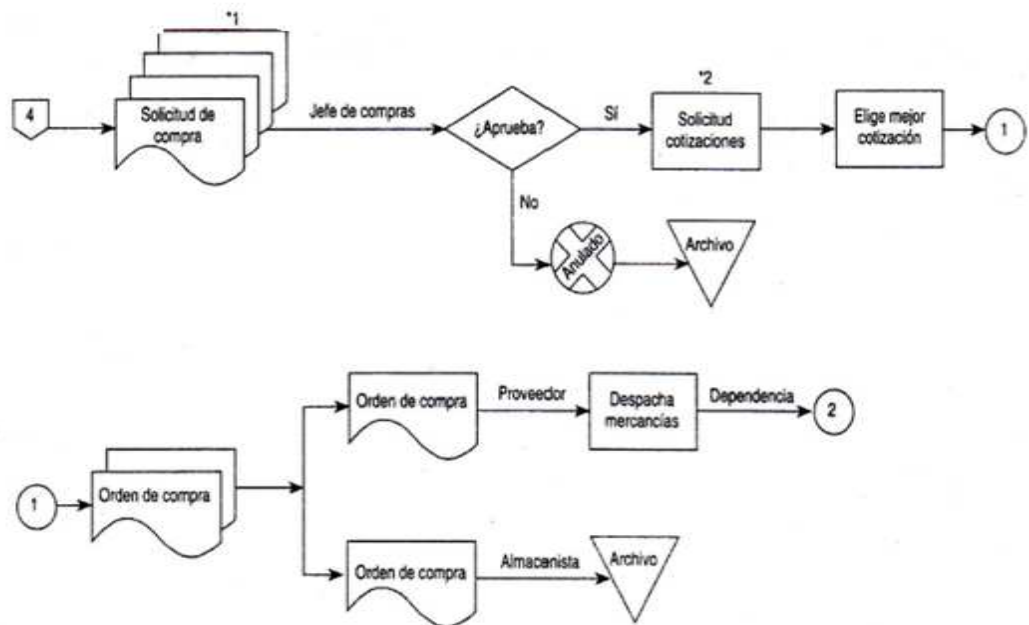 *1
4
Solicitud de
compra
Jefe de compras
¿Aprueba?
Sí
*2
Solicitud
cotizaciones
Elige mejor
cotización
1
No
Anulado
Archivo
Orden de compra
Proveedor
Despacha
mercancías
Dependencia
2
1
Orden de compra
Orden de compra
Almacenista
Archivo